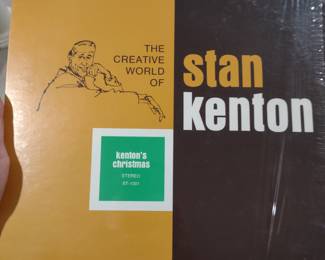 THE
CREATIVE
WORLD
OF
stan
kenton
kenton's
christmas
STEREO
ST-1001